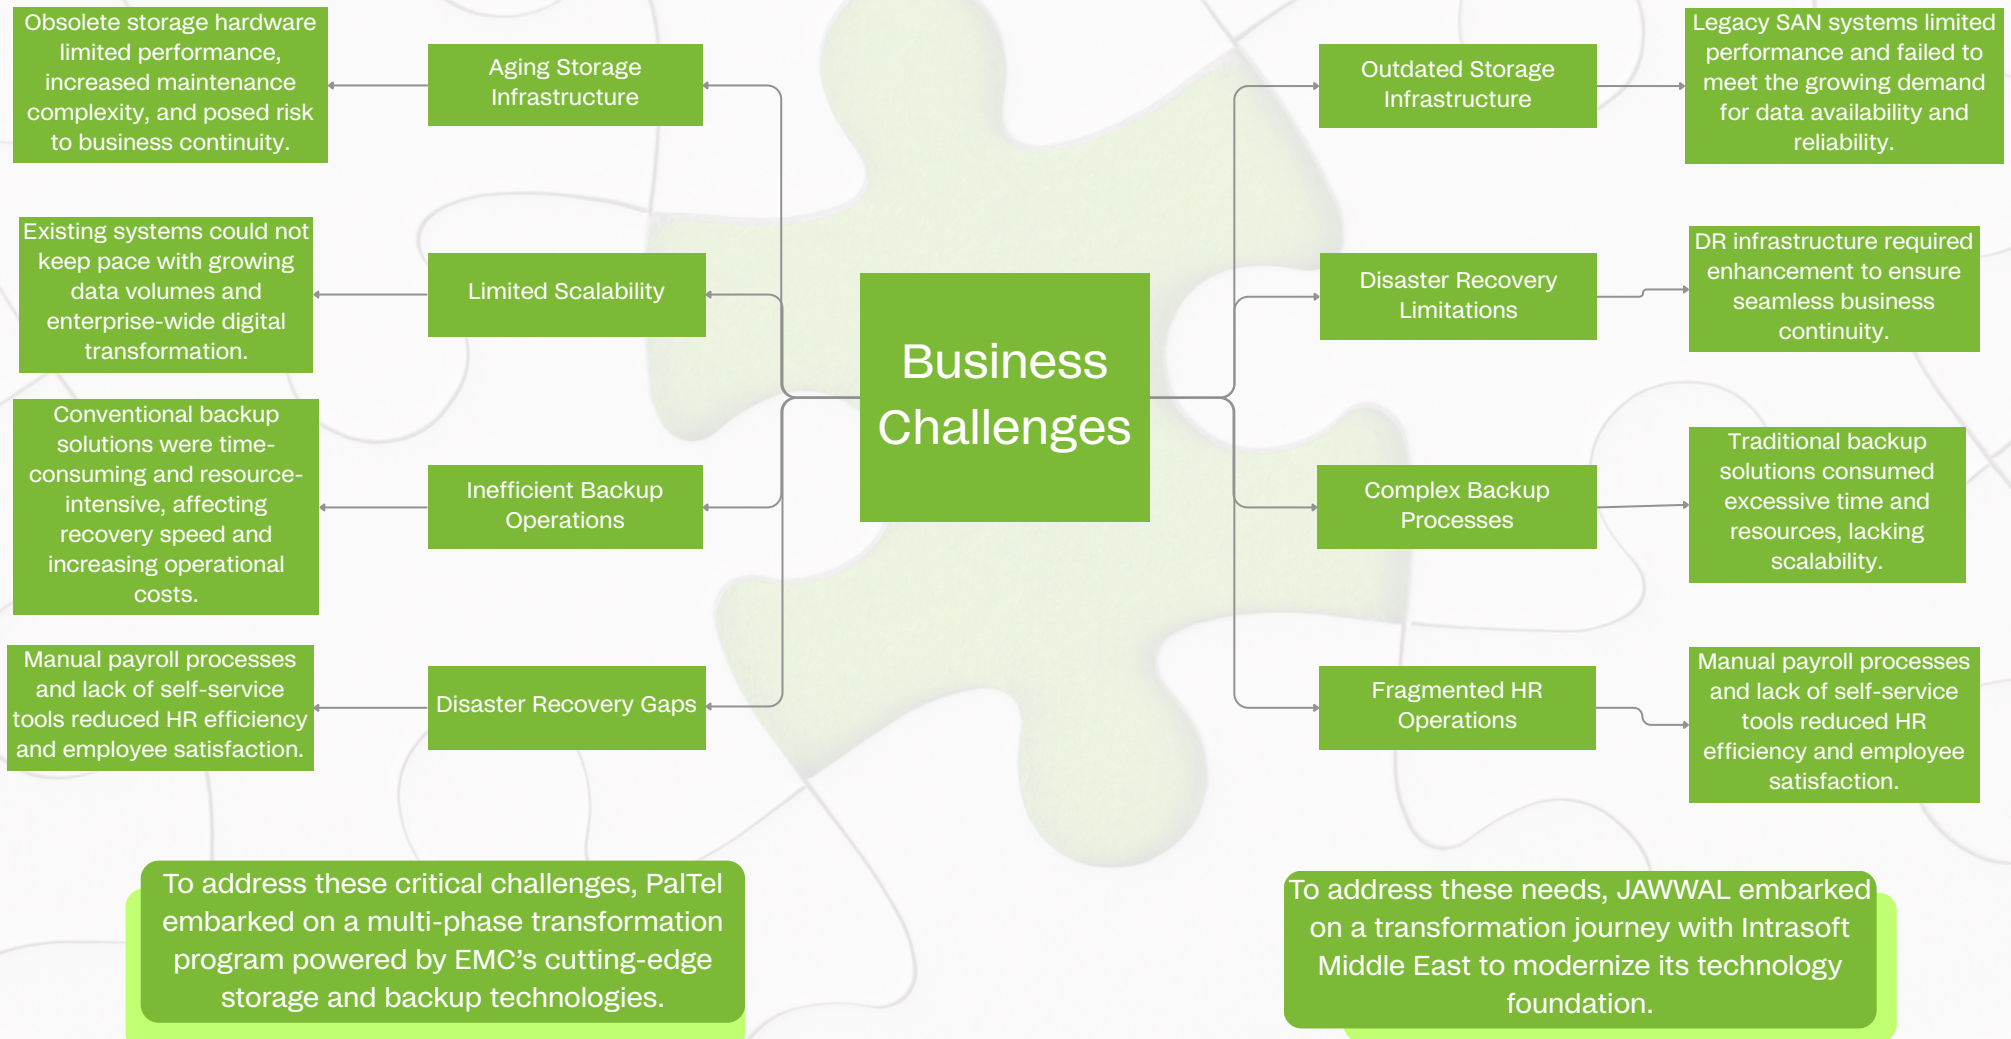 Obsolete storage hardware
limited performance,
increased maintenance
complexity, and posed risk
to business continuity.
Aging Storage
Infrastructure
Existing systems could not
keep pace with growing
data volumes and
enterprise-wide digital
transformation.
Limited Scalability
Conventional backup
solutions were time-
consuming and resource-
intensive, affecting
recovery speed and
increasing operational
costs.
Inefficient Backup
Operations
Manual payroll processes
and lack of self-service
tools reduced HR efficiency
and employee satisfaction.
Disaster Recovery Gaps
Business
Challenges
Outdated Storage
Infrastructure
Legacy SAN systems limited
performance and failed to
meet the growing demand
for data availability and
reliability.
Disaster Recovery
Limitations
DR infrastructure required
enhancement to ensure
seamless business
continuity.
Complex Backup
Processes
Traditional backup
solutions consumed
excessive time and
resources, lacking
scalability.
Fragmented HR
Operations
Manual payroll processes
and lack of self-service
tools reduced HR
efficiency and employee
satisfaction.
To address these critical challenges, PalTel
embarked on a multi-phase transformation
program powered by EMC’s cutting-edge
storage and backup technologies.
To address these needs, JAWWAL embarked
on a transformation journey with Intrasoft
Middle East to modernize its technology
foundation.